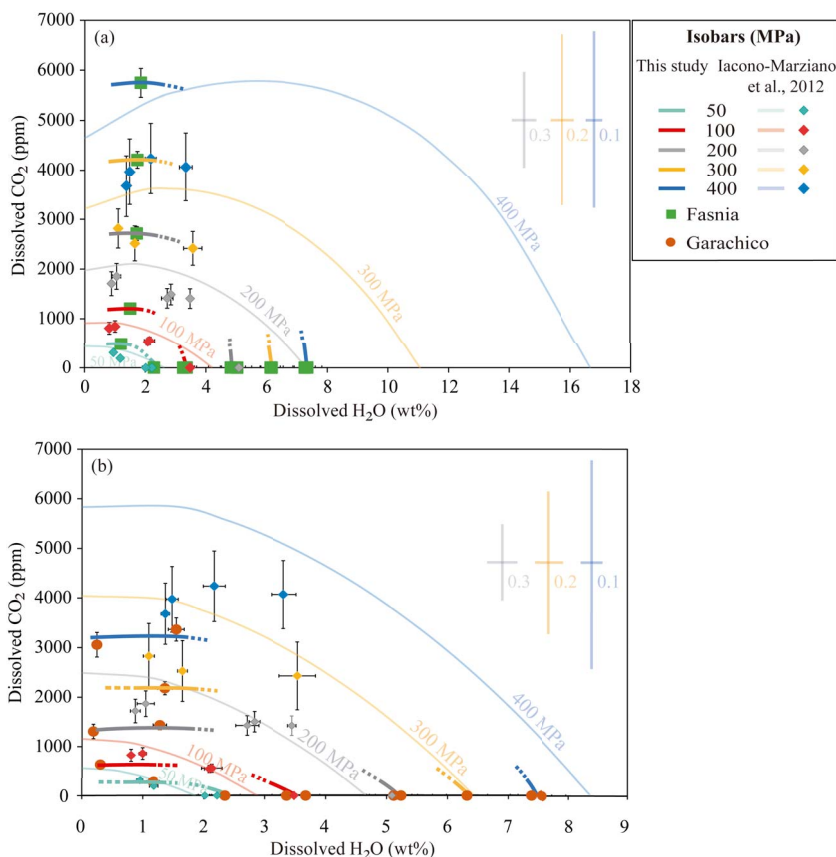 (a)
7000
6000
5000
4000
3000
2000
1000
0
Dissolved CO2 (ppm)
0.3
0.2
0.1
400 MPa
300 MPa
200 MPa
100 MPa
50 MPa
0 2 4 6 8 10 12 14 16 18
Dissolved H2O (wt%)
Isobars (MPa)
This study Iacono-Marziano
et al., 2012
50
100
200
300
400
Fasnia
Garachico
(b)
7000
6000
5000
4000
3000
2000
1000
0
Dissolved CO2 (ppm)
0.3
0.2
0.1
400 MPa
300 MPa
200 MPa
100 MPa
50 MPa
0 1 2 3 4 5 6 7 8 9
Dissolved H2O (wt%)